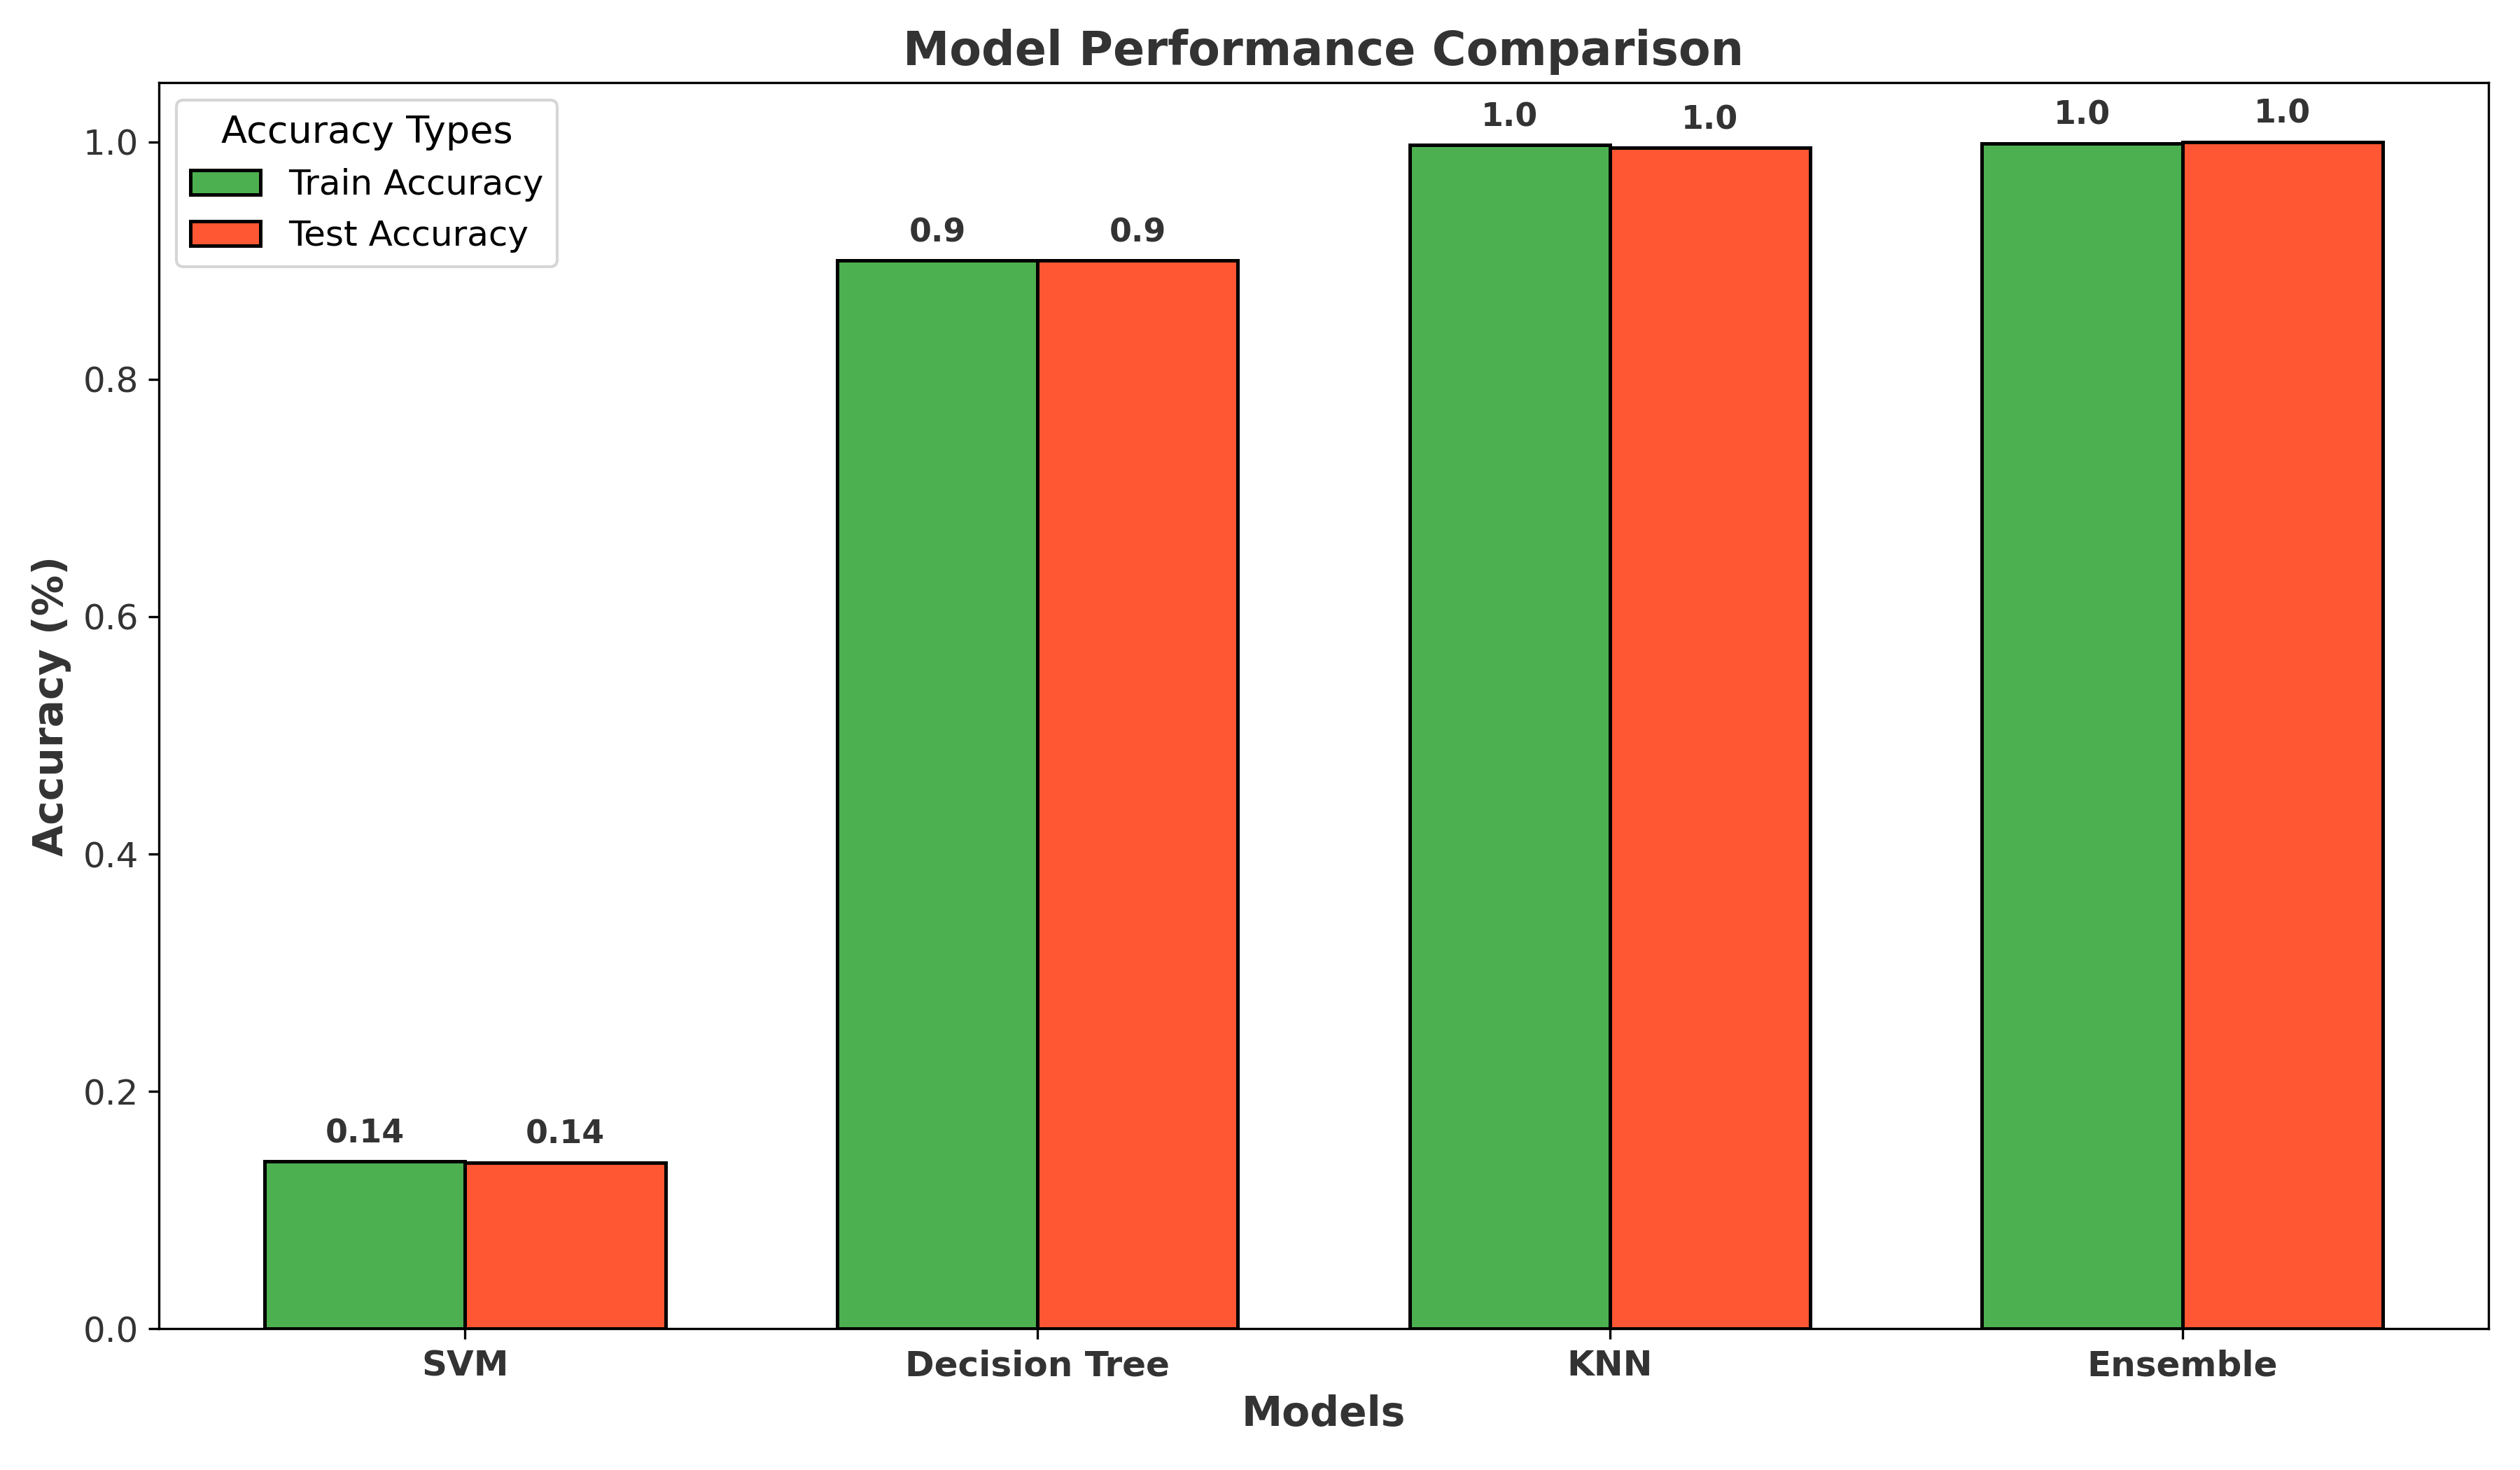 Model Performance Comparison
Accuracy Types
Train Accuracy
Test Accuracy
Accuracy (%)
1.0
0.8
0.6
0.4
0.2
0.0
0.14
0.14
0.9
0.9
1.0
1.0
1.0
1.0
SVM
Decision Tree
KNN
Ensemble
Models